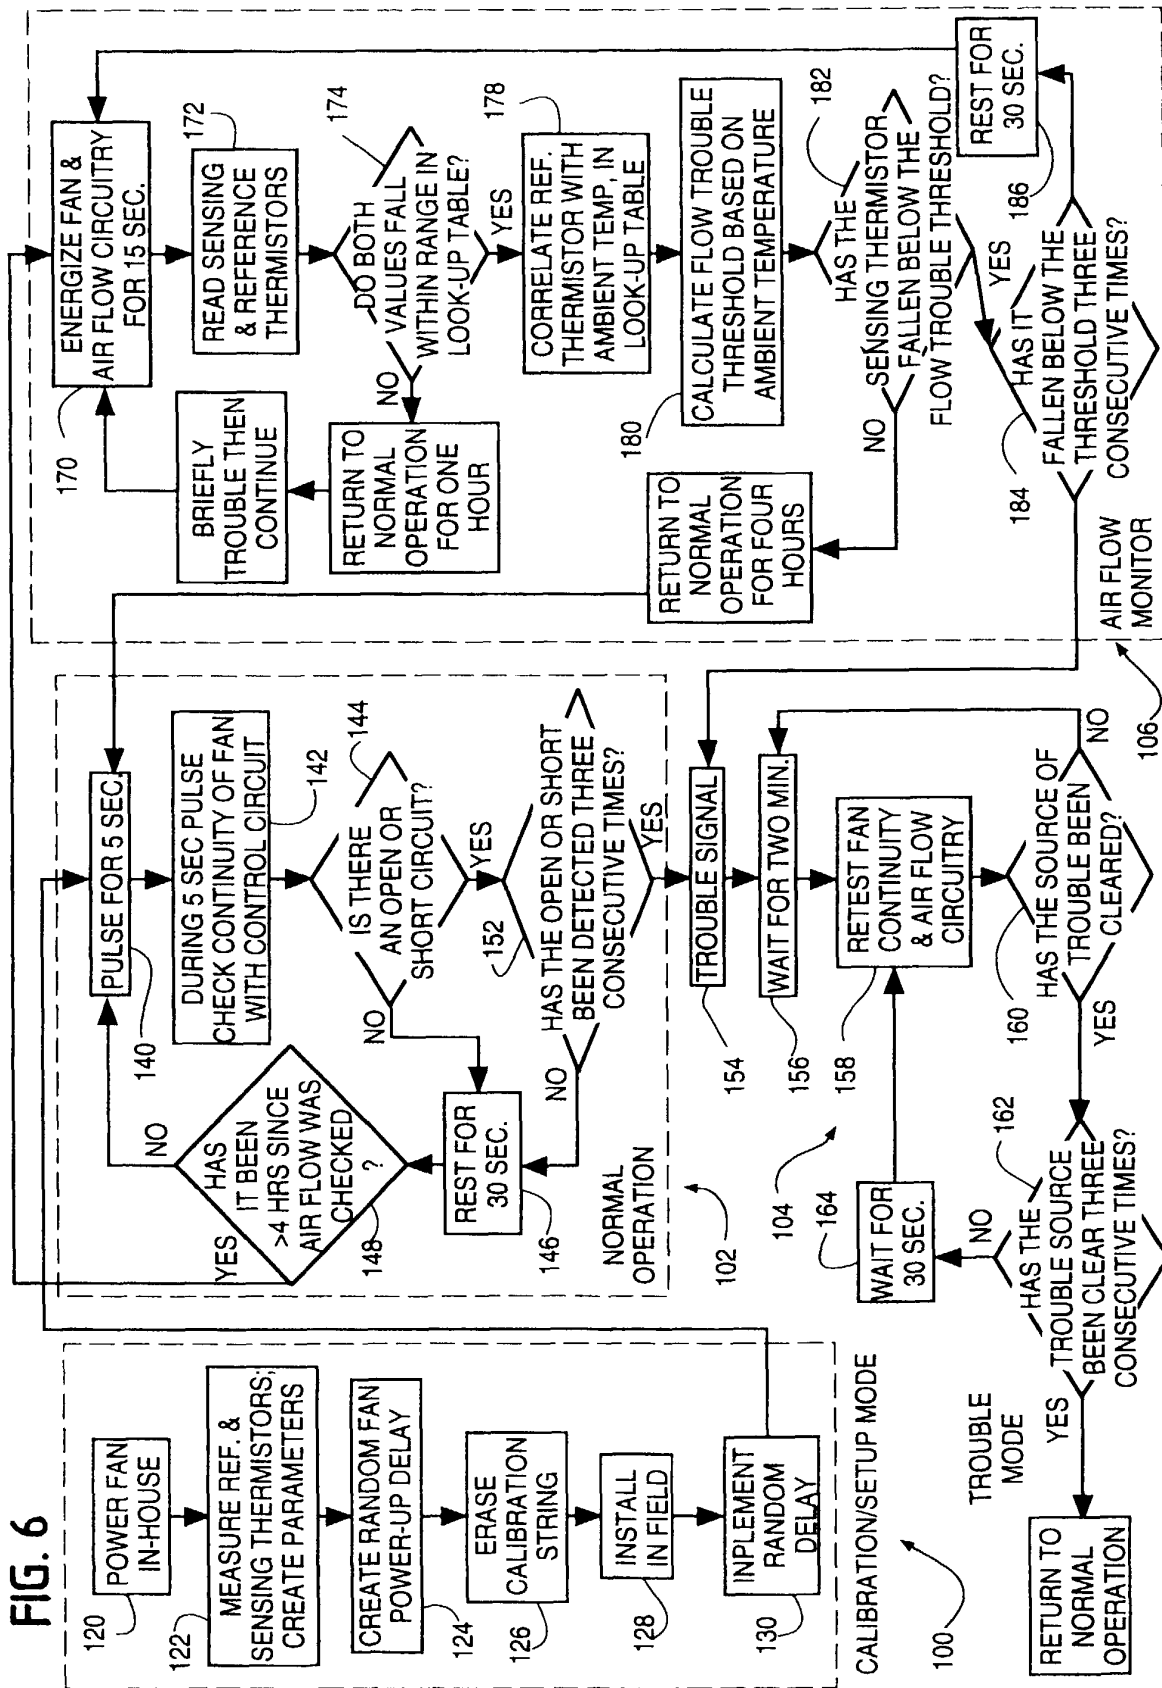 FIG. 6
120
POWER FAN
IN-HOUSE
122
MEASURE REF. &
SENSING THERMISTORS;
CREATE PARAMETERS
124
CREATE RANDOM FAN
POWER-UP DELAY
126
ERASE
CALIBRATION
STRING
128
INSTALL
IN FIELD
130
INPLEMENT
RANDOM
DELAY
CALIBRATION/SETUP MODE
100
PULSE FOR 5 SEC.
140
DURING 5 SEC PULSE
CHECK CONTINUITY OF FAN
WITH CONTROL CIRCUIT
142
IS THERE
AN OPEN OR
SHORT CIRCUIT?
144
NO
YES
HAS THE OPEN OR SHORT
BEEN DETECTED THREE
CONSECUTIVE TIMES?
152
NO
YES
REST FOR
30 SEC.
146
HAS
IT BEEN
>4 HRS SINCE
AIR FLOW WAS
CHECKED
?
148
NO
YES
NORMAL
OPERATION
102
TROUBLE SIGNAL
154
WAIT FOR TWO MIN.
156
RETEST FAN
CONTINUITY
& AIR FLOW
CIRCUITRY
158
HAS THE SOURCE OF
TROUBLE BEEN
CLEARED?
160
NO
YES
HAS THE
TROUBLE SOURCE
BEEN CLEAR THREE
CONSECUTIVE TIMES?
162
NO
WAIT FOR
30 SEC.
164
104
YES
TROUBLE
MODE
RETURN TO
NORMAL
OPERATION
ENERGIZE FAN &
AIR FLOW CIRCUITRY
FOR 15 SEC.
170
READ SENSING
& REFERENCE
THERMISTORS
172
DO BOTH
VALUES FALL
WITHIN RANGE IN
LOOK-UP TABLE?
174
NO
YES
RETURN TO
NORMAL
OPERATION
FOR ONE
HOUR
BRIEFLY
TROUBLE THEN
CONTINUE
CORRELATE REF.
THERMISTOR WITH
AMBIENT TEMP, IN
LOOK-UP TABLE
178
CALCULATE FLOW TROUBLE
THRESHOLD BASED ON
AMBIENT TEMPERATURE
180
HAS THE
SENSING THERMISTOR
FALLEN BELOW THE
FLOW TROUBLE THRESHOLD?
182
NO
YES
RETURN TO
NORMAL
OPERATION
FOR FOUR
HOURS
HAS IT
FALLEN BELOW THE
THRESHOLD THREE
CONSECUTIVE TIMES?
184
REST FOR
30 SEC.
186
AIR FLOW
MONITOR
106